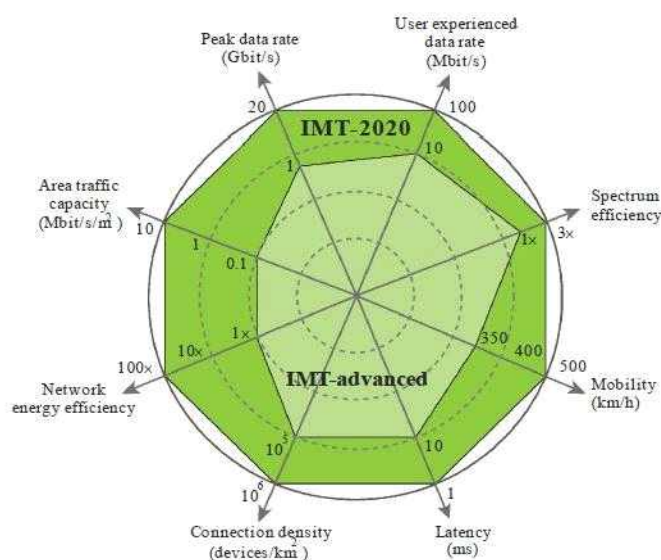 User experienced
data rate
(Mbit/s)
Peak data rate
(Gbit/s)
20
100
IMT-2020
1
10
Area traffic
capacity
(Mbit/s/m²)
Spectrum
efficiency
10
1
0.1
1×
3×
1×
10×
100×
350
400
500
Network
energy efficiency
Mobility
(km/h)
IMT-advanced
10⁵
10
10⁶
1
Connection density
(devices/km²)
Latency
(ms)